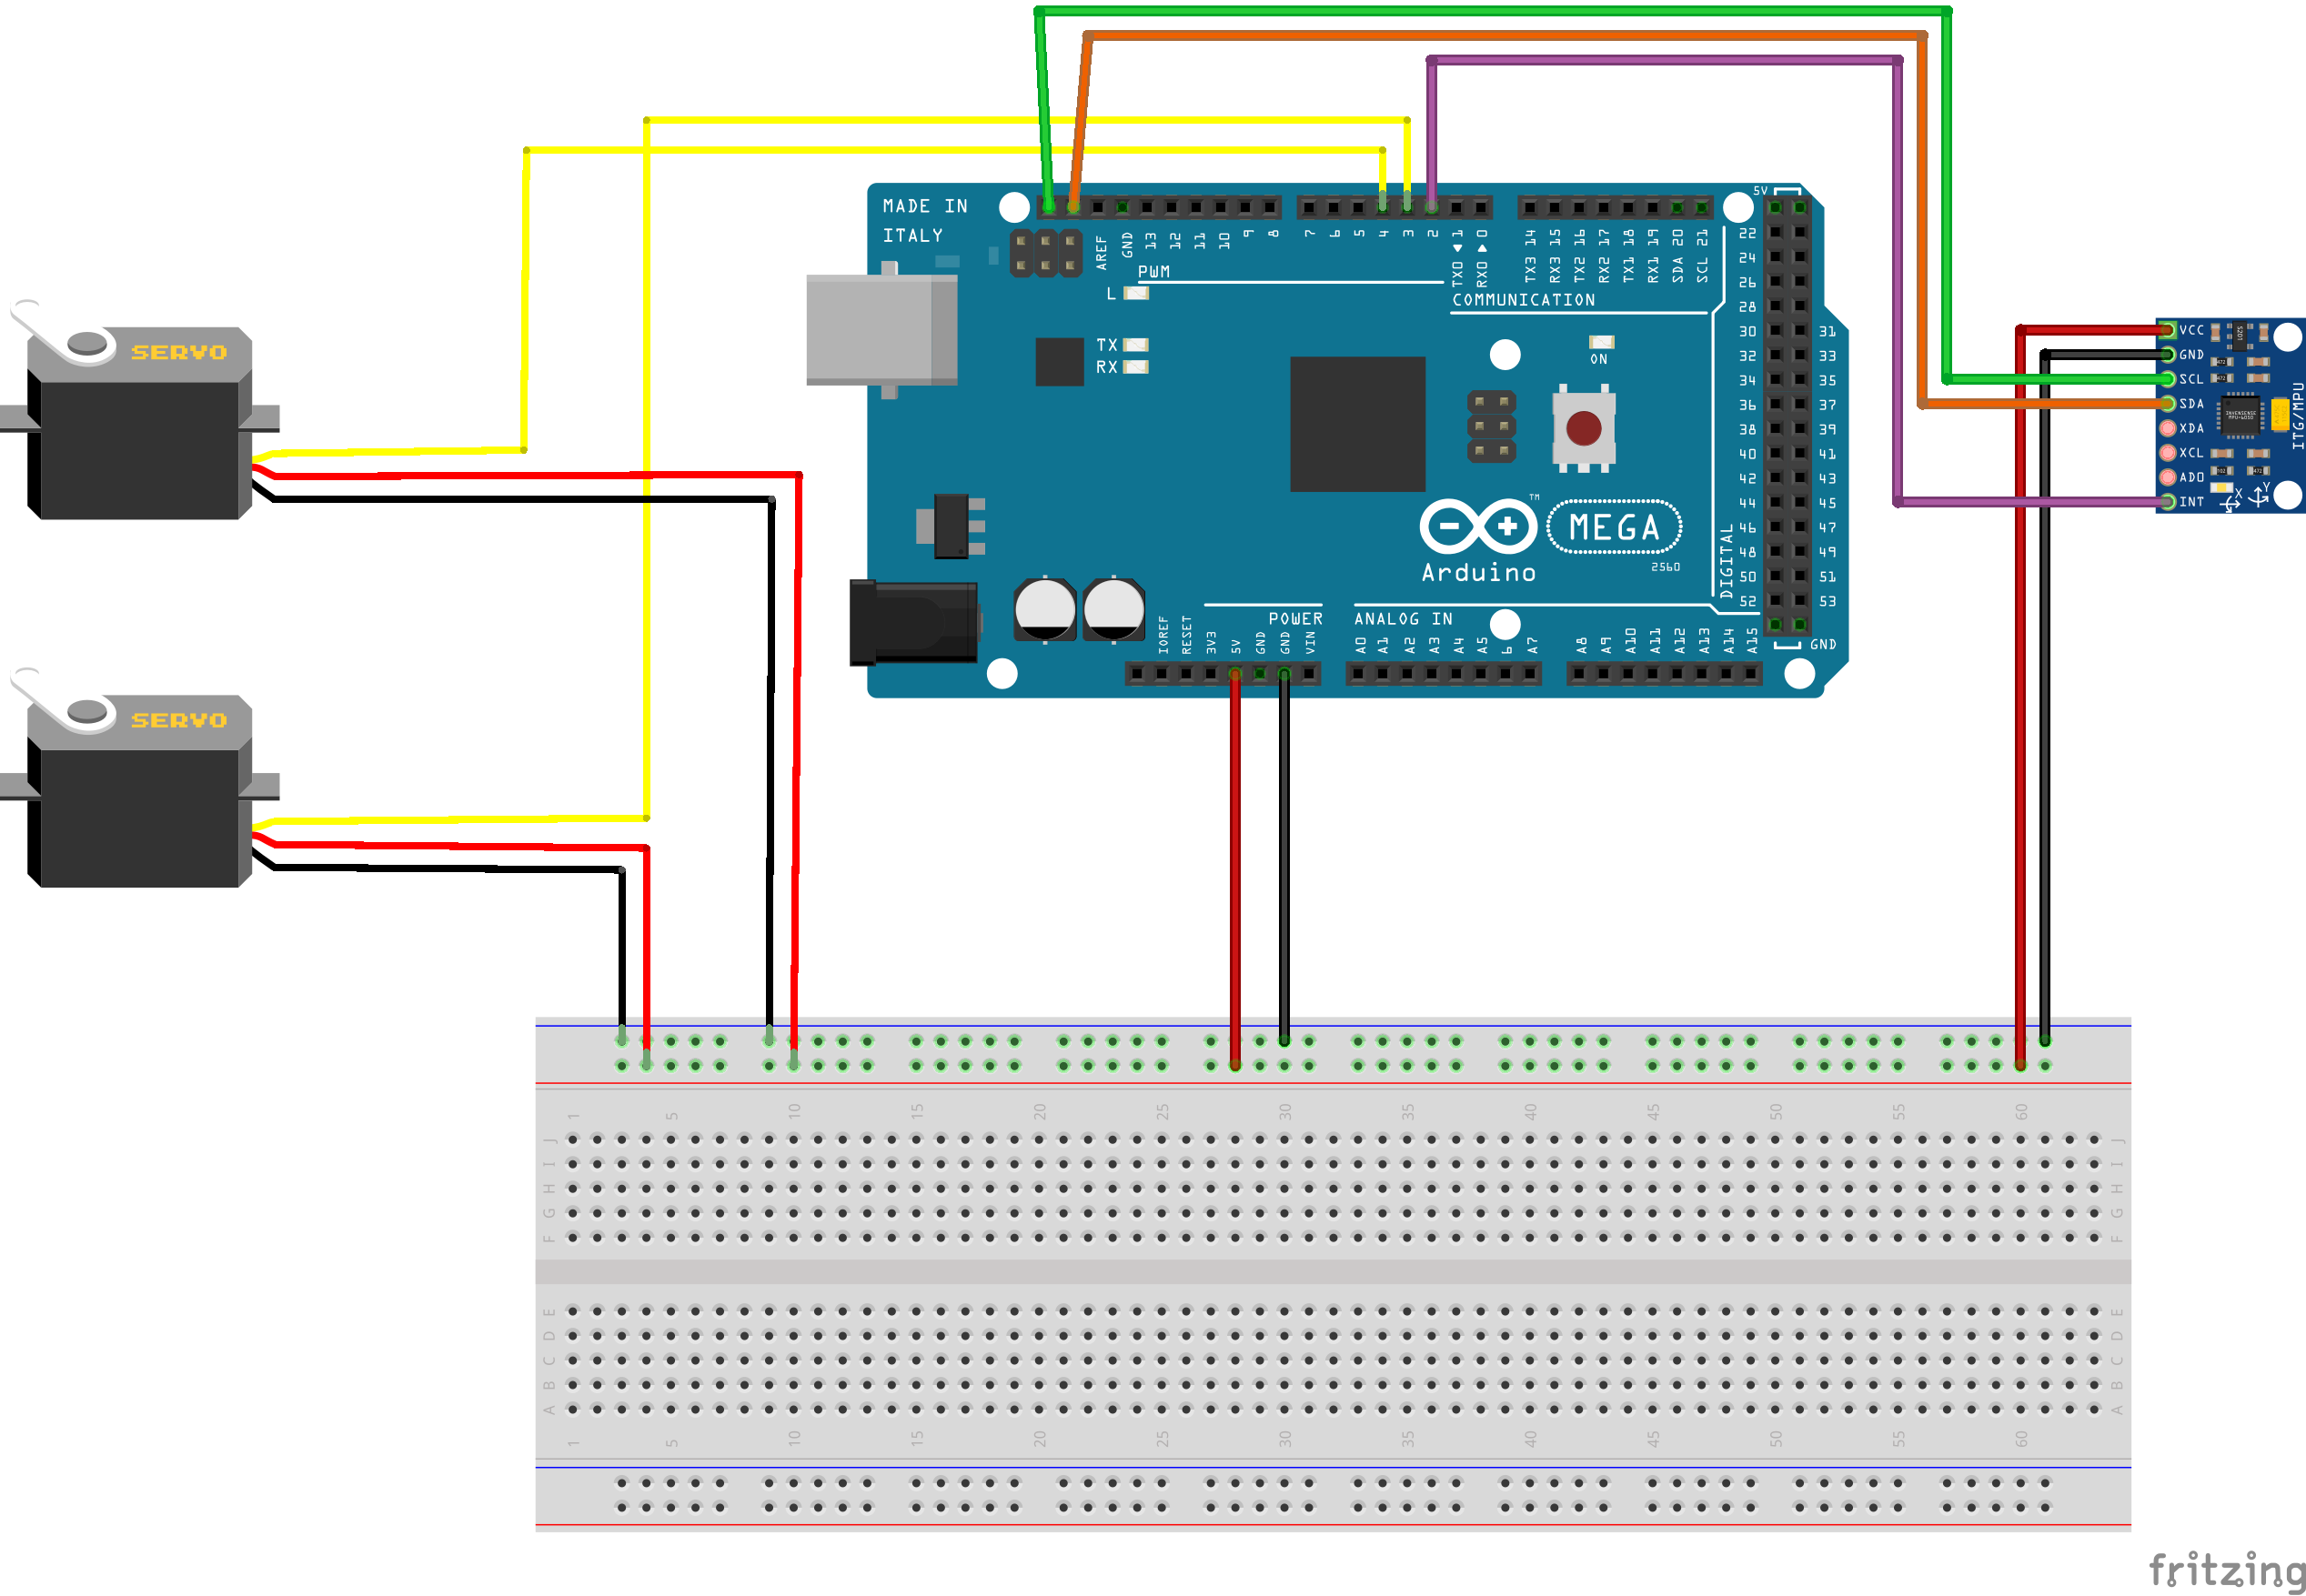 MADE IN
ITALY
AREF
GND
13
12
11
10
9
8
7
6
5
4
3
2
TX0 1
RX0 0
TX3 14
RX3 15
TX2 16
RX2 17
TX1 18
RX1 19
SDA 20
SCL 21
5V
PWM
L
COMMUNICATION
TX
RX
ON
22
24
26
28
30 31
32 33
34 35
36 37
38 39
40 41
42 43
44 45
46 47
48 49
50 51
52 53
GND
DIGITAL
TM
MEGA
2560
Arduino
POWER
ANALOG IN
IOREF
RESET
3V3
5V
GND
GND
VIN
A0
A1
A2
A3
A4
A5
6
A7
A8
A9
A10
A11
A12
A13
A14
A15
SERVO
SERVO
VCC
GND
SCL
SDA
XDA
XCL
AD0
INT
ITG/MPU
INVENSENSE
MPU-6050
X
Y
1 5 10 15 20 25 30 35 40 45 50 55 60
J J
I I
H H
G G
F F
E E
D D
C C
B B
A A
1 5 10 15 20 25 30 35 40 45 50 55 60
fritzing